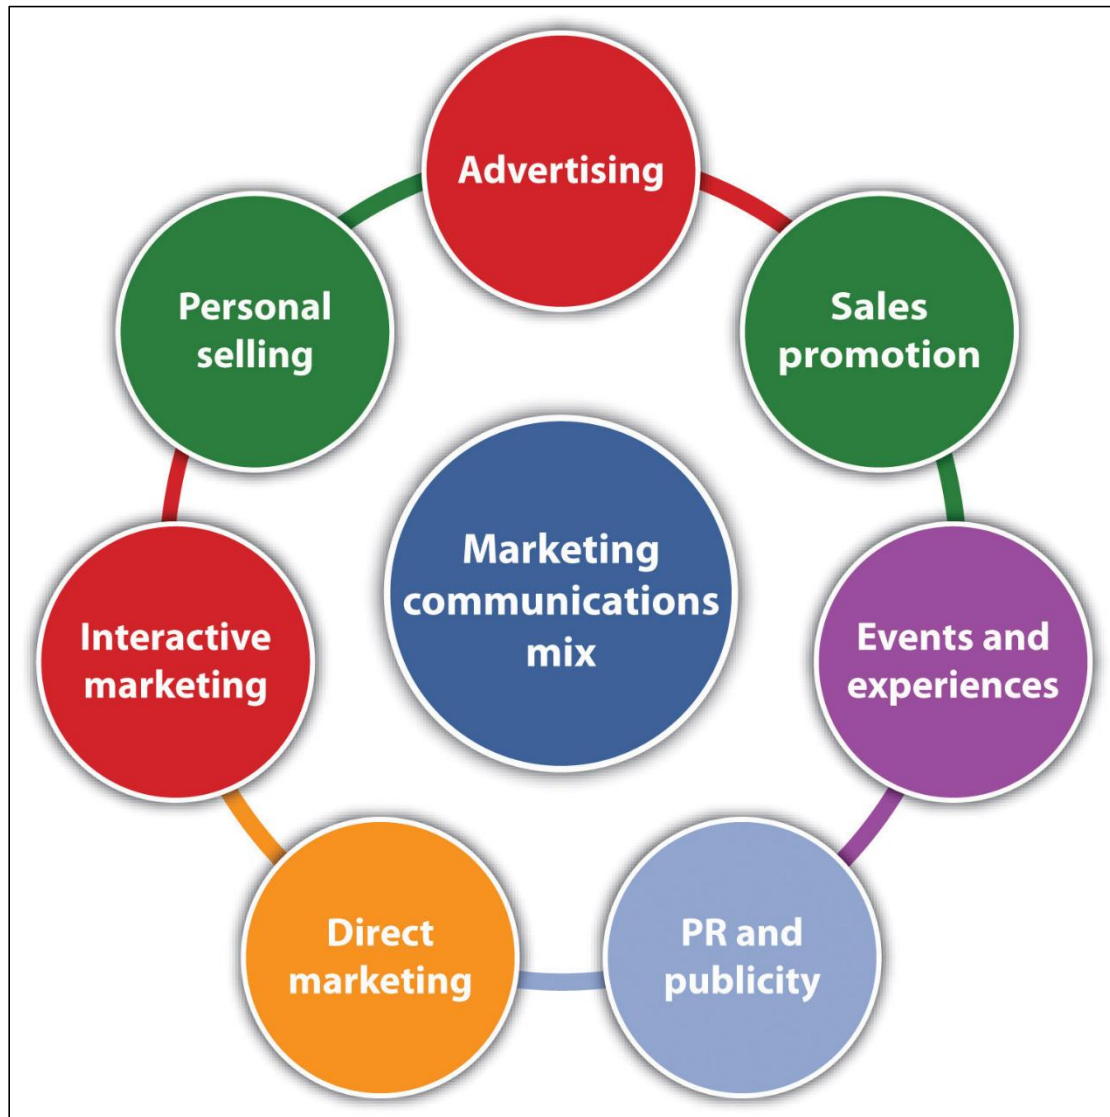 Advertising
Sales
promotion
Events and
experiences
PR and
publicity
Direct
marketing
Interactive
marketing
Personal
selling
Marketing
communications
mix